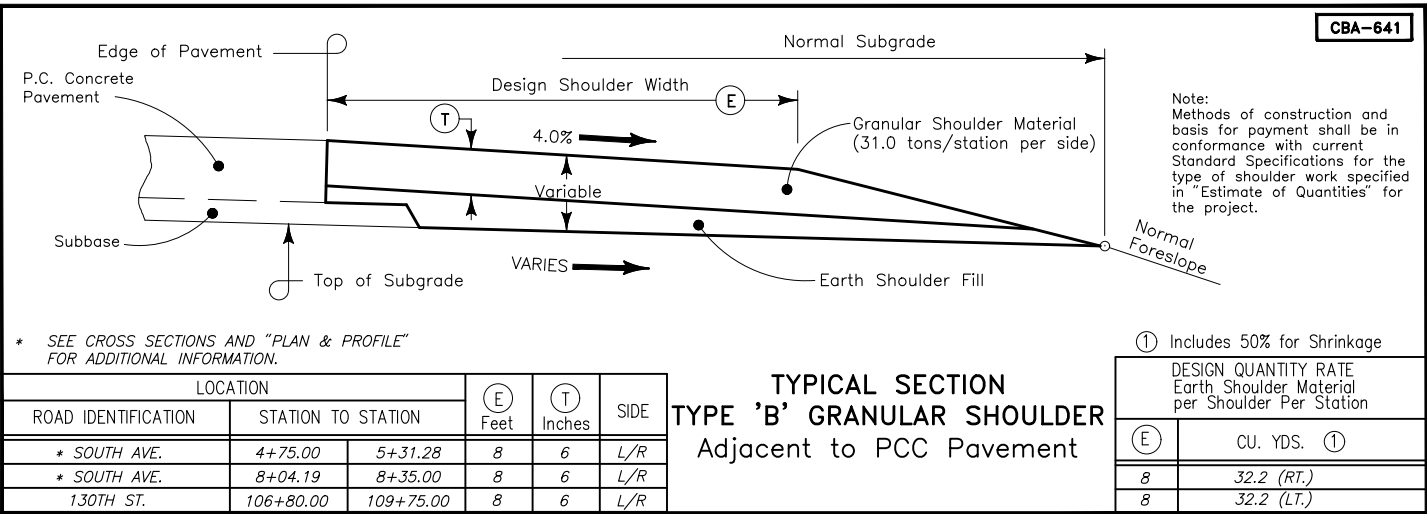 CBA-641
Edge of Pavement
Normal Subgrade
P.C. Concrete
Pavement
Design Shoulder Width
E
T
4.0%
Granular Shoulder Material
(31.0 tons/station per side)
Note:
Methods of construction and
basis for payment shall be in
conformance with current
Standard Specifications for the
type of shoulder work specified
in "Estimate of Quantities" for
the project.
Variable
Subbase
Normal
Foreslope
VARIES
Top of Subgrade
Earth Shoulder Fill
* SEE CROSS SECTIONS AND "PLAN & PROFILE"
FOR ADDITIONAL INFORMATION.
LOCATION
ROAD IDENTIFICATION STATION TO STATION E Feet T Inches SIDE
* SOUTH AVE. 4+75.00 5+31.28 8 6 L/R
* SOUTH AVE. 8+04.19 8+35.00 8 6 L/R
130TH ST. 106+80.00 109+75.00 8 6 L/R
TYPICAL SECTION
TYPE 'B' GRANULAR SHOULDER
Adjacent to PCC Pavement
1 Includes 50% for Shrinkage
DESIGN QUANTITY RATE
Earth Shoulder Material
per Shoulder Per Station
E CU. YDS. 1
8 32.2 (RT.)
8 32.2 (LT.)